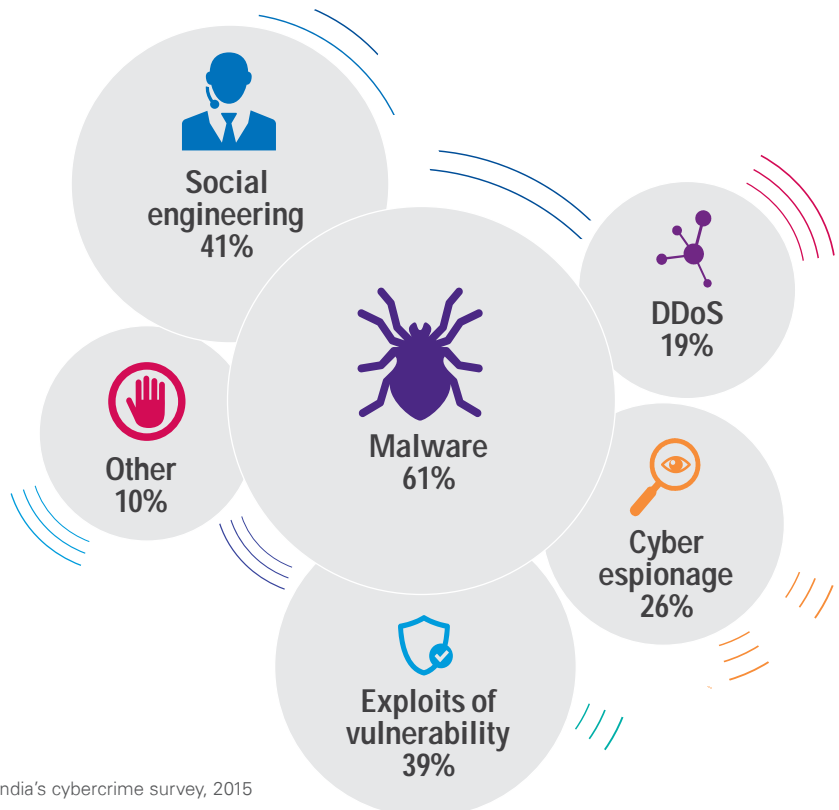 Social
engineering
41%
DDoS
19%
Malware
61%
Other
10%
Cyber
espionage
26%
Exploits of
vulnerability
39%
ndia's cybercrime survey, 2015